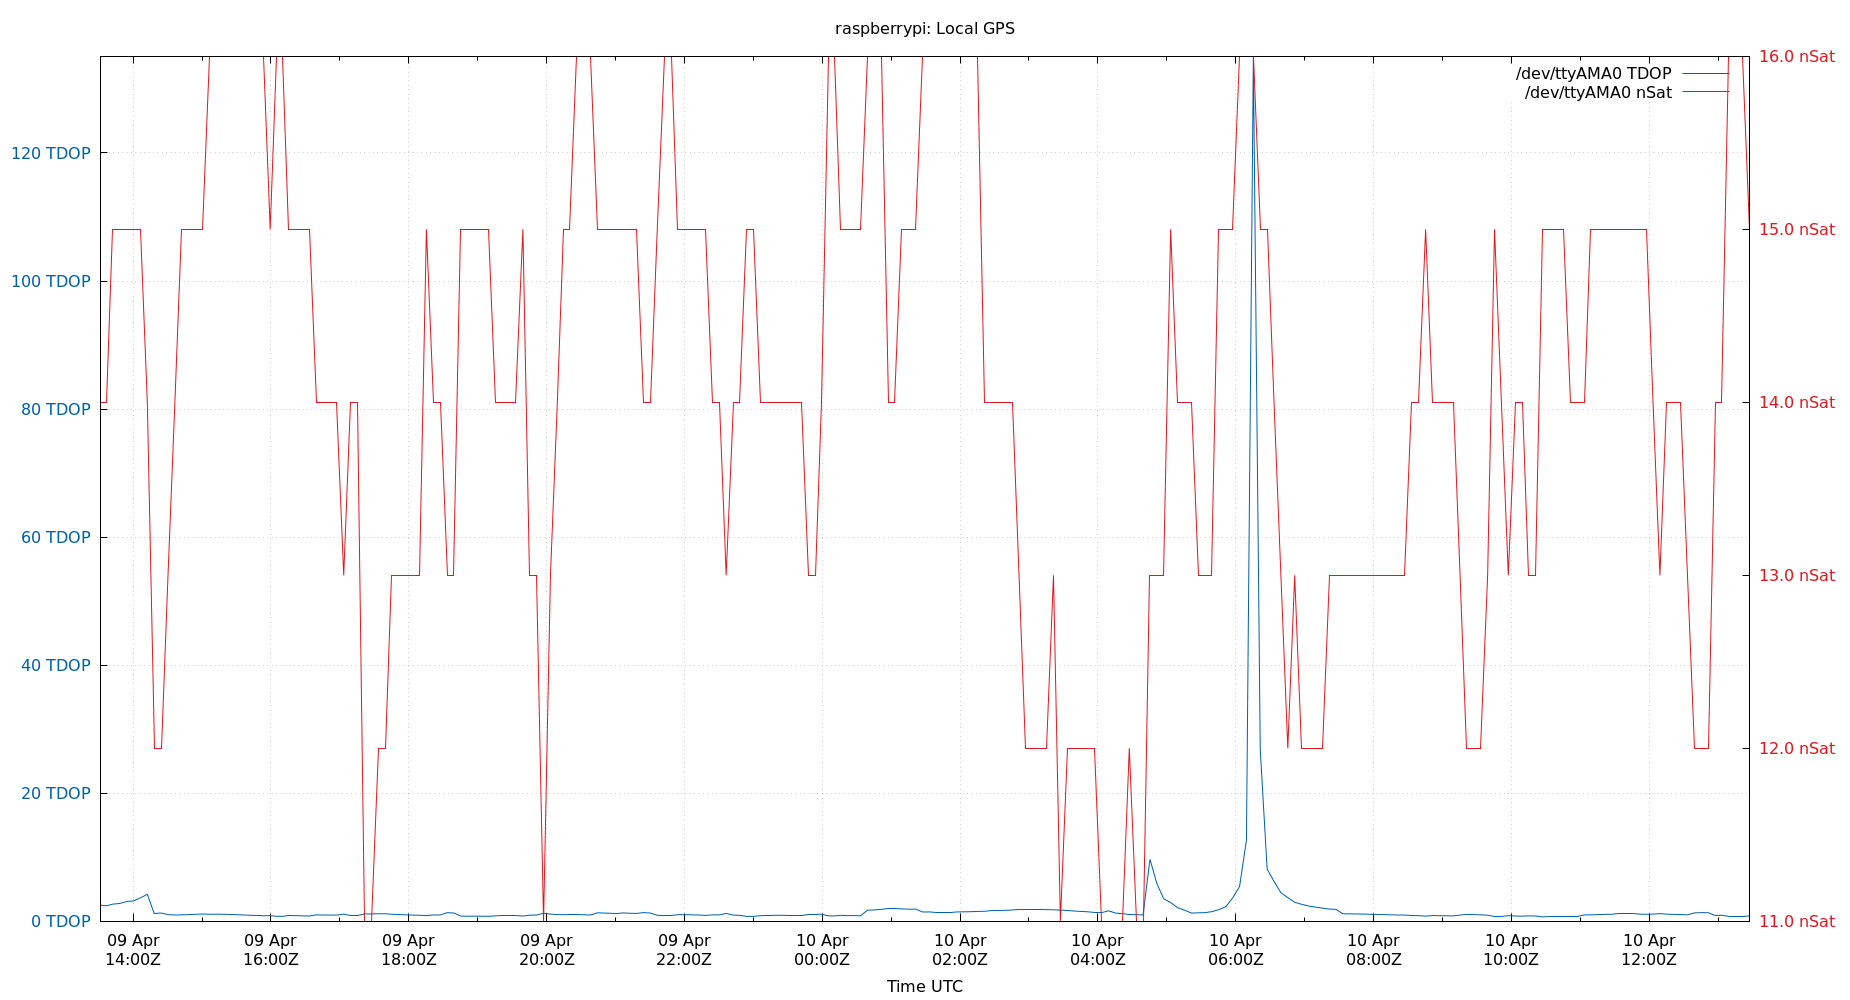 raspberrypi: Local GPS
/dev/ttyAMA0 TDOP
/dev/ttyAMA0 nSat
120 TDOP
100 TDOP
80 TDOP
60 TDOP
40 TDOP
20 TDOP
0 TDOP
16.0 nSat
15.0 nSat
14.0 nSat
13.0 nSat
12.0 nSat
11.0 nSat
09 Apr 09 Apr 09 Apr 09 Apr 09 Apr 10 Apr 10 Apr 10 Apr 10 Apr 10 Apr 10 Apr 10 Apr
14:00Z 16:00Z 18:00Z 20:00Z 22:00Z 00:00Z 02:00Z 04:00Z 06:00Z 08:00Z 10:00Z 12:00Z
Time UTC